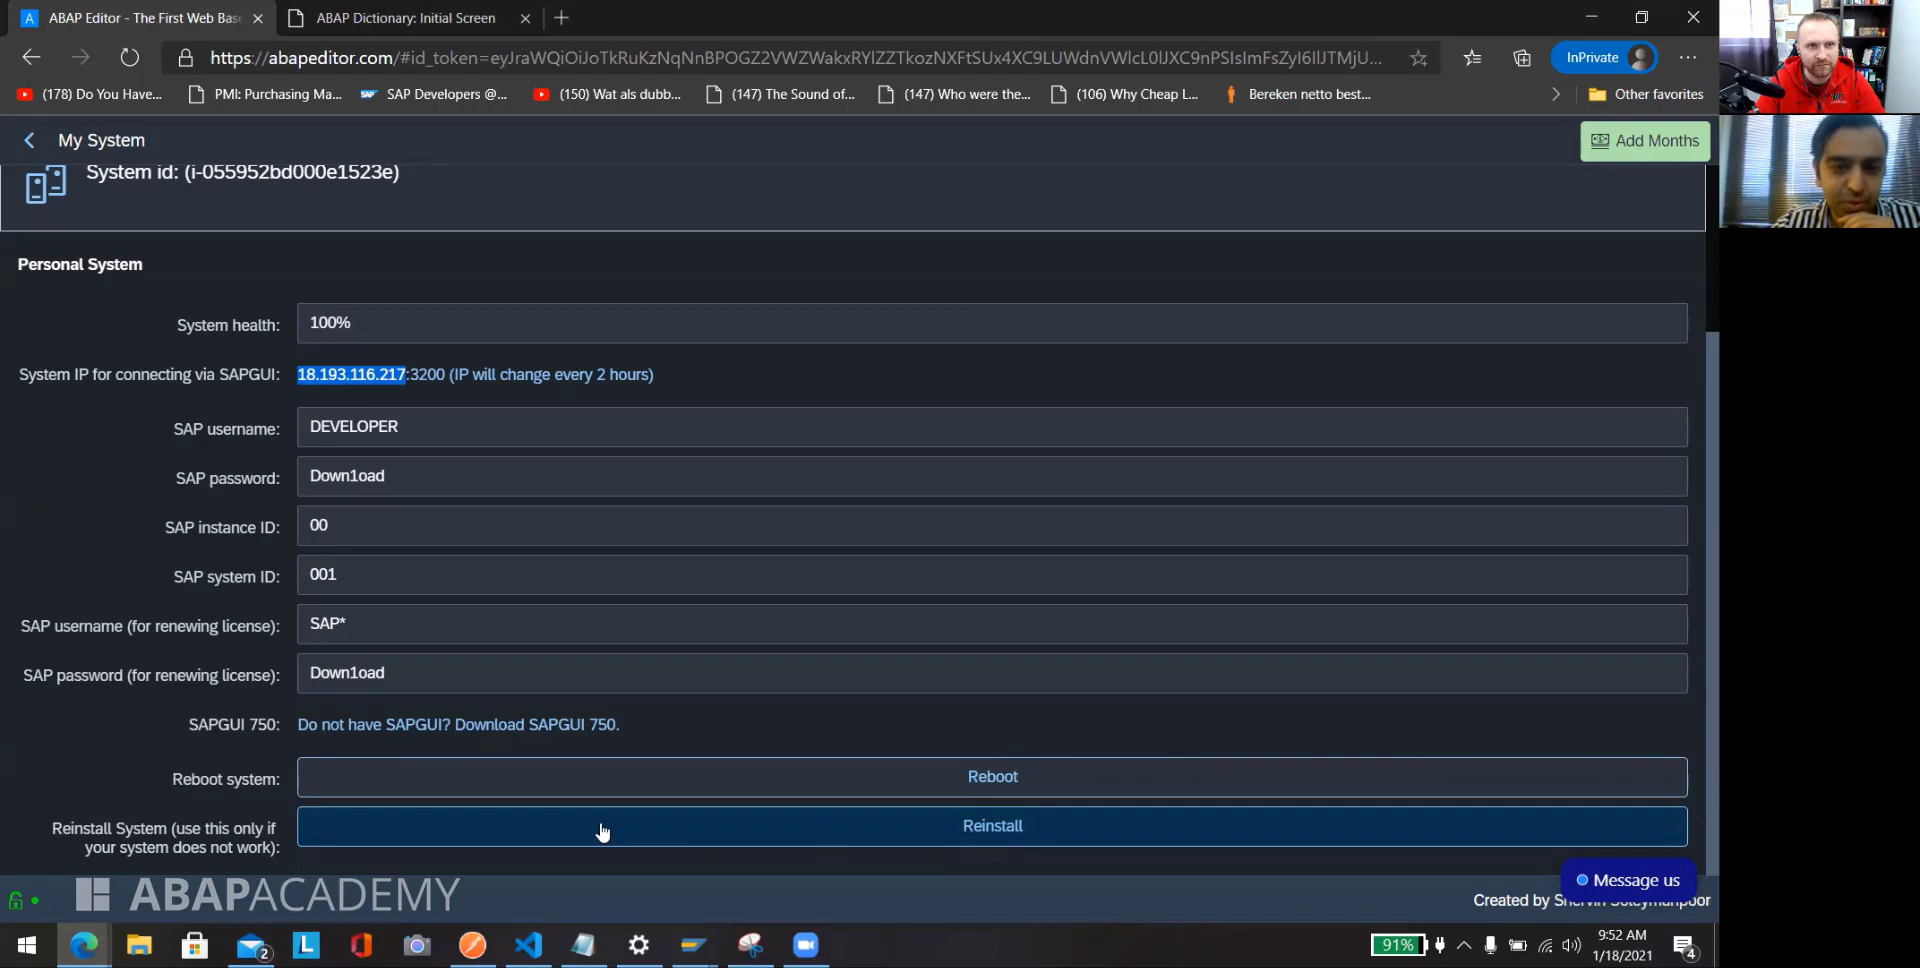 ABAP Editor - The First Web Bas
ABAP Dictionary: Initial Screen
https://abapeditor.com/#id_token=eyJraWQiOiJoTkRuKzNqNnBPOGZ2VWZWakxRYlZZTkozNXFtSUx4XC9LUWdnVWlcL0lJXC9nPSIsImFsZyI6IlJTMjU...
InPrivate
(178) Do You Have...
PMI: Purchasing Ma...
SAP Developers @...
(150) Wat als dubb...
(147) The Sound of...
(147) Who were the...
(106) Why Cheap L...
Bereken netto best...
Other favorites
My System
Add Months
System id: (i-055952bd000e1523e)
Personal System
System health: 100%
System IP for connecting via SAPGUI: 18.193.116.217:3200 (IP will change every 2 hours)
SAP username: DEVELOPER
SAP password: Down1oad
SAP instance ID: 00
SAP system ID: 001
SAP username (for renewing license): SAP*
SAP password (for renewing license): Down1oad
SAPGUI 750: Do not have SAPGUI? Download SAPGUI 750.
Reboot system: Reboot
Reinstall System (use this only if
your system does not work): Reinstall
Message us
ABAPACADEMY
Created by
91%
9:52 AM
1/18/2021
2
4